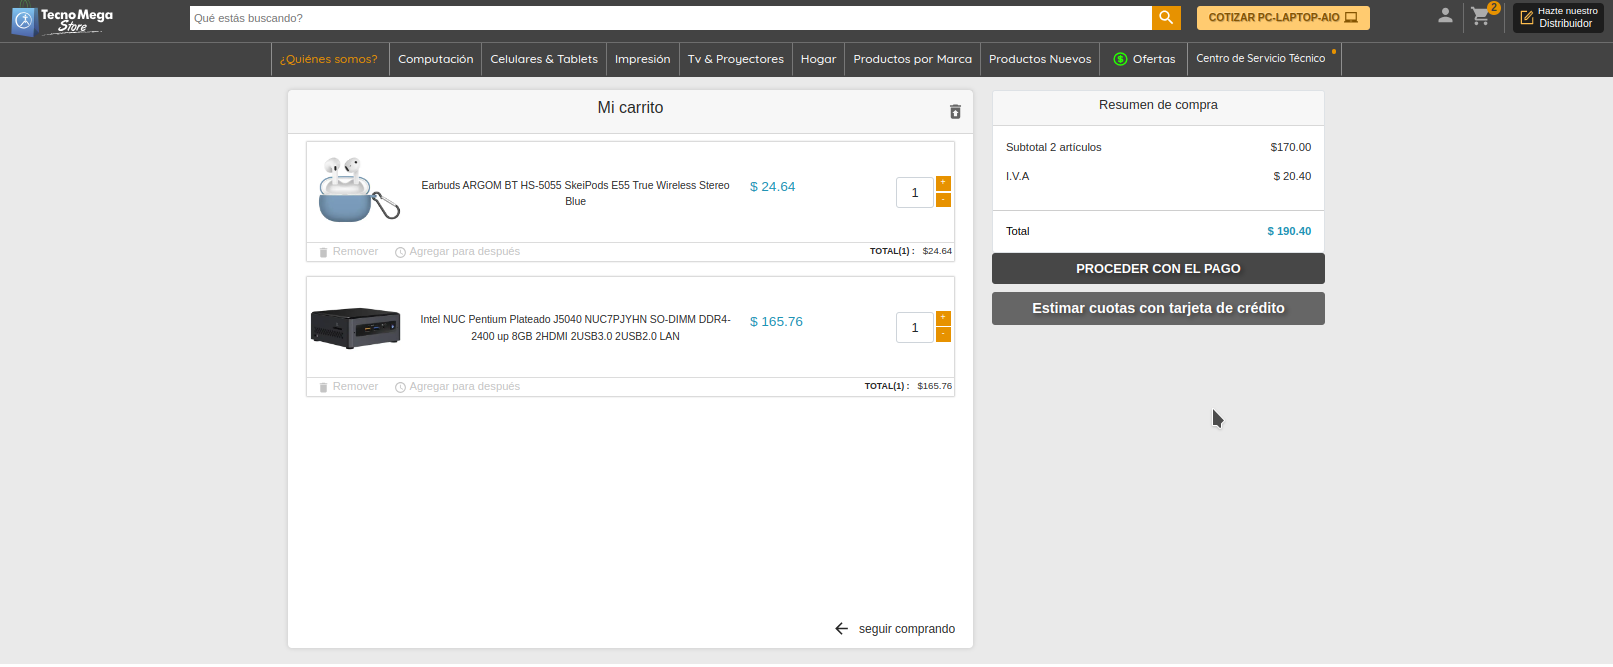 Tecno Mega
Store
Qué estás buscando?
COTIZAR PC-LAPTOP-AIO
2
Hazte nuestro
Distribuidor
¿Quiénes somos?
Computación
Celulares & Tablets
Impresión
Tv & Proyectores
Hogar
Productos por Marca
Productos Nuevos
$ Ofertas
Centro de Servicio Técnico
Mi carrito
Earbuds ARGOM BT HS-5055 SkeiPods E55 True Wireless Stereo
Blue
$ 24.64
1
+
-
Remover
Agregar para después
TOTAL(1) : $24.64
Intel NUC Pentium Plateado J5040 NUC7PJYHN SO-DIMM DDR4-
2400 up 8GB 2HDMI 2USB3.0 2USB2.0 LAN
$ 165.76
1
+
-
Remover
Agregar para después
TOTAL(1) : $165.76
seguir comprando
Resumen de compra
Subtotal 2 artículos $170.00
I.V.A $ 20.40
Total $ 190.40
PROCEDER CON EL PAGO
Estimar cuotas con tarjeta de crédito